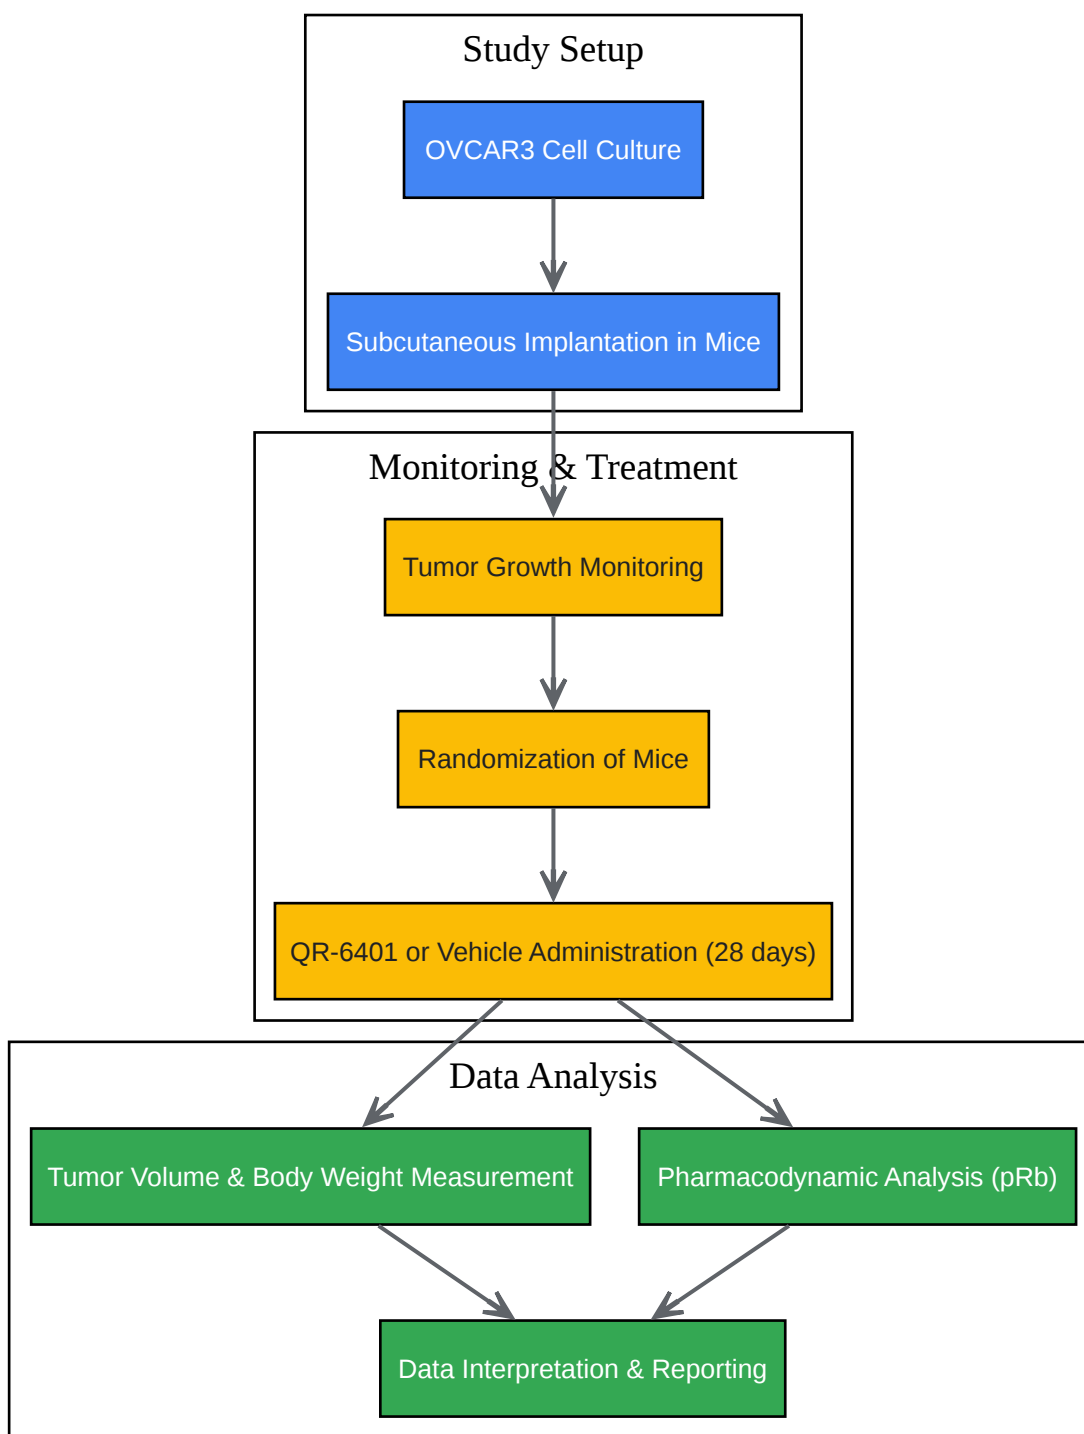 Study Setup
OVCAR3 Cell Culture
Subcutaneous Implantation in Mice
Monitoring & Treatment
Tumor Growth Monitoring
Randomization of Mice
QR-6401 or Vehicle Administration (28 days)
Data Analysis
Tumor Volume & Body Weight Measurement
Pharmacodynamic Analysis (pRb)
Data Interpretation & Reporting